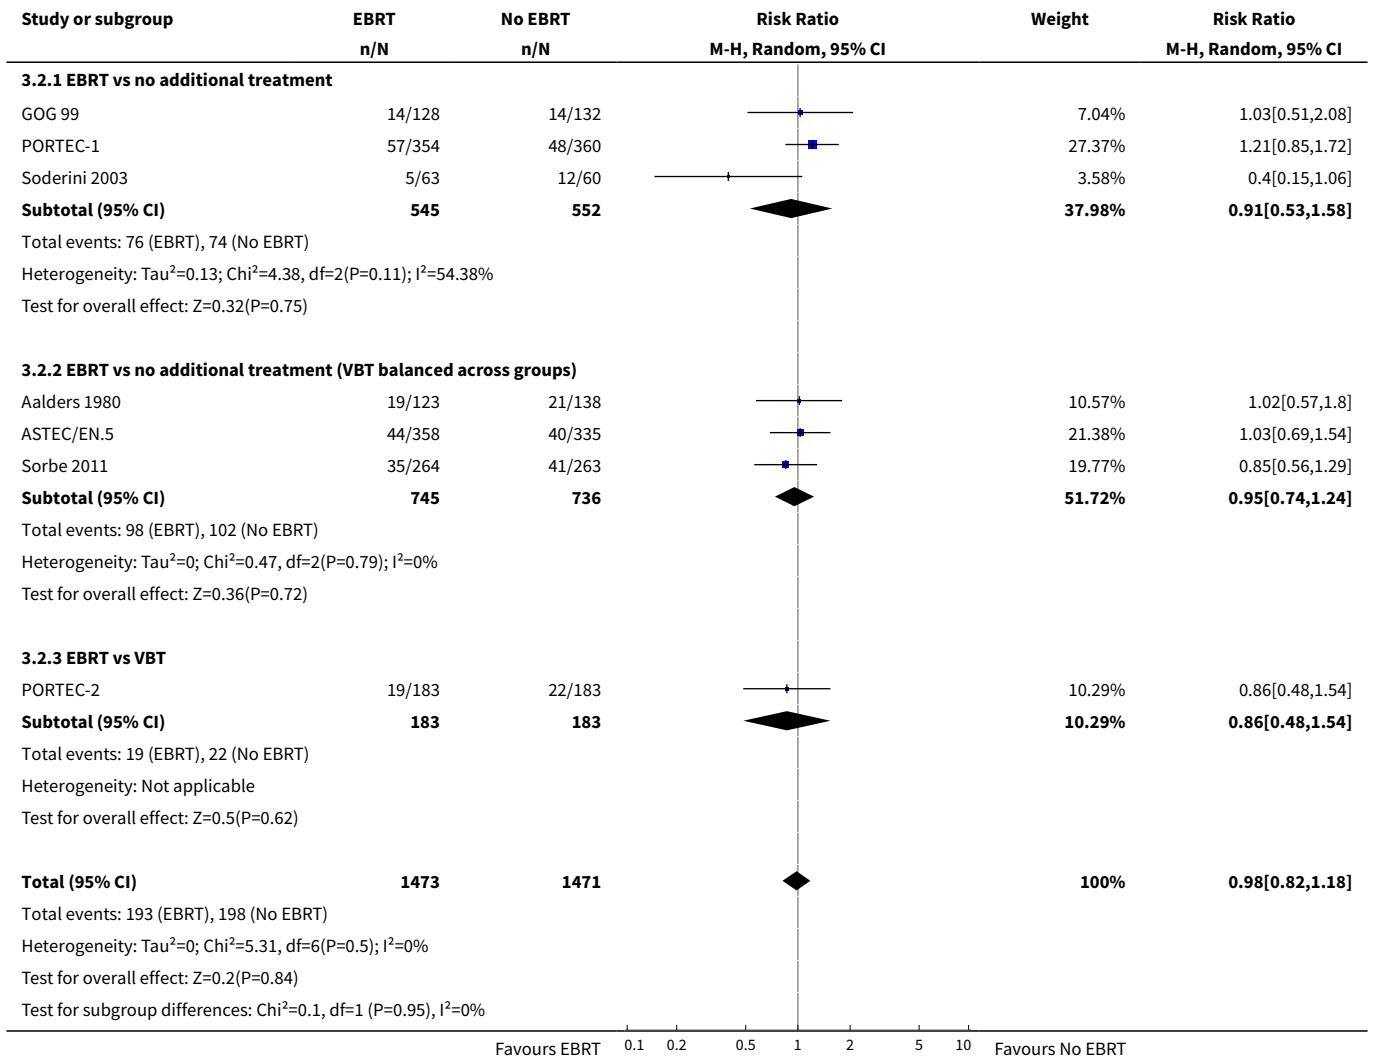 Study or subgroup EBRT No EBRT Risk Ratio Weight Risk Ratio
n/N n/N M-H, Random, 95% CI M-H, Random, 95% CI
3.2.1 EBRT vs no additional treatment
GOG 99 14/128 14/132 7.04% 1.03[0.51,2.08]
PORTEC-1 57/354 48/360 27.37% 1.21[0.85,1.72]
Soderini 2003 5/63 12/60 3.58% 0.4[0.15,1.06]
Subtotal (95% CI) 545 552 37.98% 0.91[0.53,1.58]
Total events: 76 (EBRT), 74 (No EBRT)
Heterogeneity: Tau²=0.13; Chi²=4.38, df=2(P=0.11); I²=54.38%
Test for overall effect: Z=0.32(P=0.75)
3.2.2 EBRT vs no additional treatment (VBT balanced across groups)
Aalders 1980 19/123 21/138 10.57% 1.02[0.57,1.8]
ASTEC/EN.5 44/358 40/335 21.38% 1.03[0.69,1.54]
Sorbe 2011 35/264 41/263 19.77% 0.85[0.56,1.29]
Subtotal (95% CI) 745 736 51.72% 0.95[0.74,1.24]
Total events: 98 (EBRT), 102 (No EBRT)
Heterogeneity: Tau²=0; Chi²=0.47, df=2(P=0.79); I²=0%
Test for overall effect: Z=0.36(P=0.72)
3.2.3 EBRT vs VBT
PORTEC-2 19/183 22/183 10.29% 0.86[0.48,1.54]
Subtotal (95% CI) 183 183 10.29% 0.86[0.48,1.54]
Total events: 19 (EBRT), 22 (No EBRT)
Heterogeneity: Not applicable
Test for overall effect: Z=0.5(P=0.62)
Total (95% CI) 1473 1471 100% 0.98[0.82,1.18]
Total events: 193 (EBRT), 198 (No EBRT)
Heterogeneity: Tau²=0; Chi²=5.31, df=6(P=0.5); I²=0%
Test for overall effect: Z=0.2(P=0.84)
Test for subgroup differences: Chi²=0.1, df=1 (P=0.95), I²=0%
Favours EBRT 0.1 0.2 0.5 1 2 5 10 Favours No EBRT